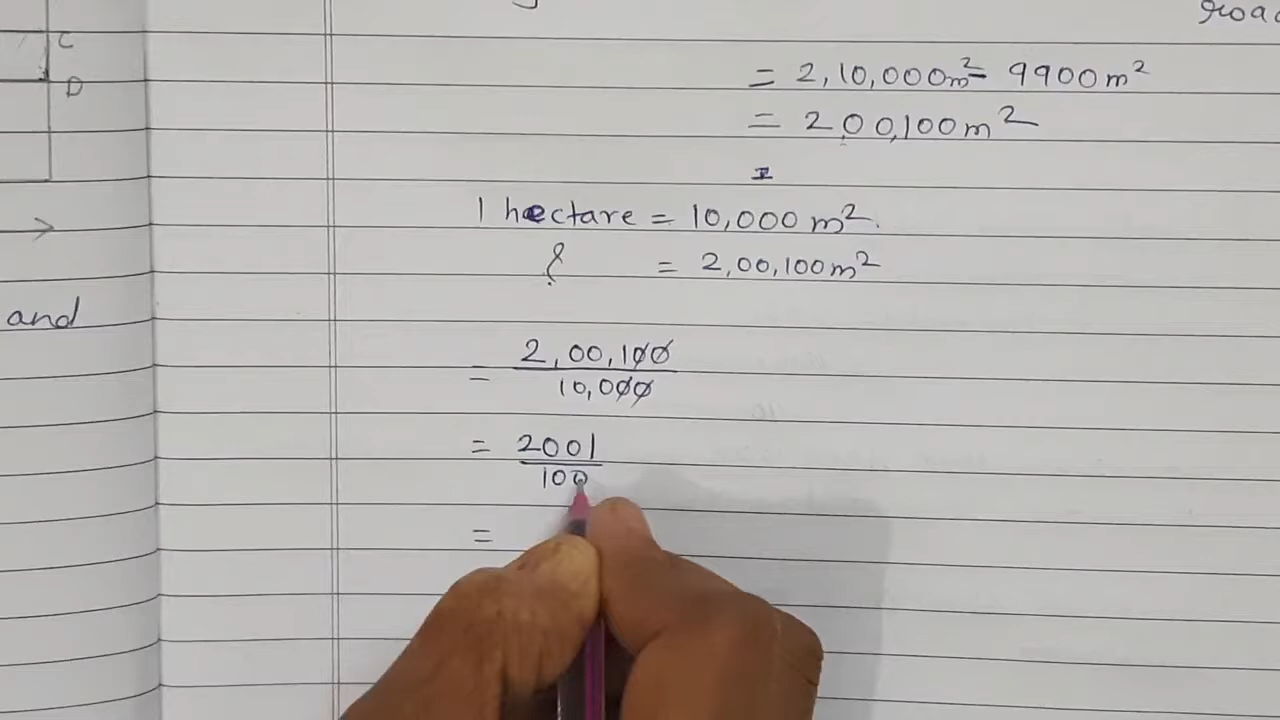 C
D
and
road
= 2,10,000m² - 9900m²
= 2,00,100m²
1 hectare = 10,000 m².
? = 2,00,100m²
= 2,00,100
10,000
= 2001
100
=